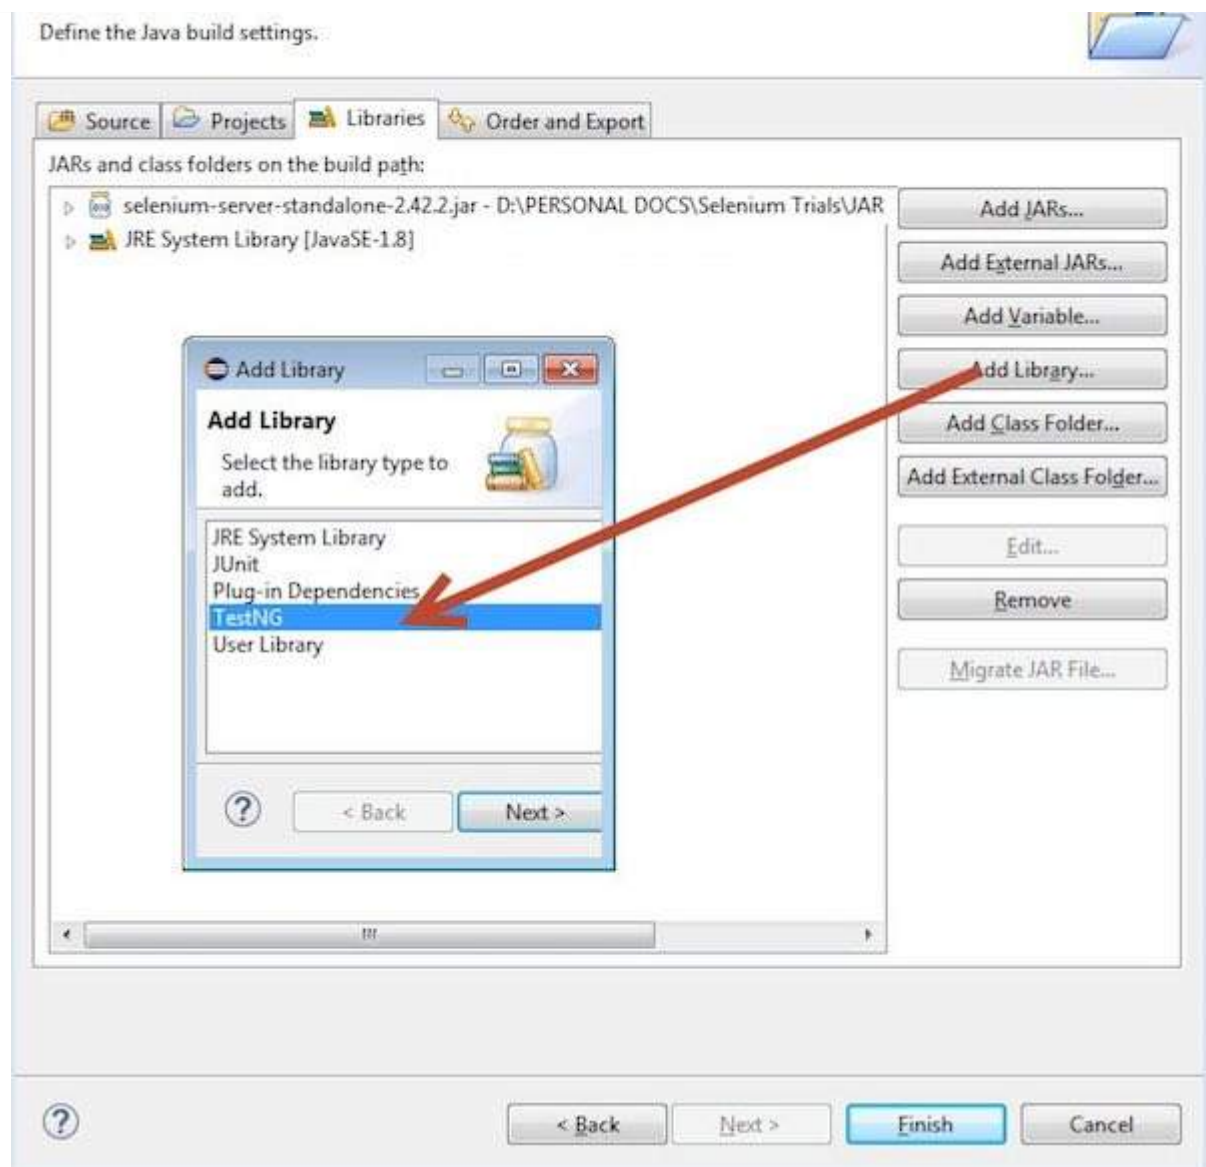 Define the Java build settings.
Source Projects Libraries Order and Export
JARs and class folders on the build path:
selenium-server-standalone-2.42.2.jar - D:\PERSONAL DOCS\Selenium Trials\JAR
JRE System Library [JavaSE-1.8]
Add JARs...
Add External JARs...
Add Variable...
Add Library...
Add Class Folder...
Add External Class Folder...
Edit...
Remove
Migrate JAR File...
Add Library
Add Library
Select the library type to
add.
JRE System Library
JUnit
Plug-in Dependencies
TestNG
User Library
? < Back Next >
? < Back Next > Finish Cancel